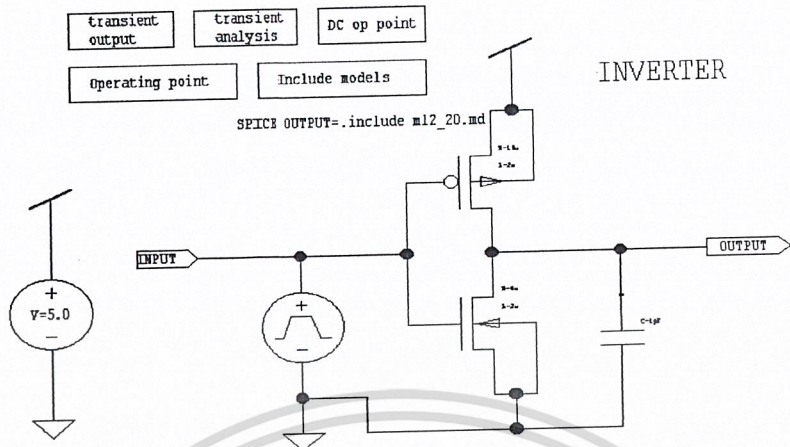 transient
output
transient
analysis
DC op point
Operating point
Include models
INVERTER
SPICE OUTPUT=.include ml2_20.md
INPUT
OUTPUT
+
V=5.0
−
+
−